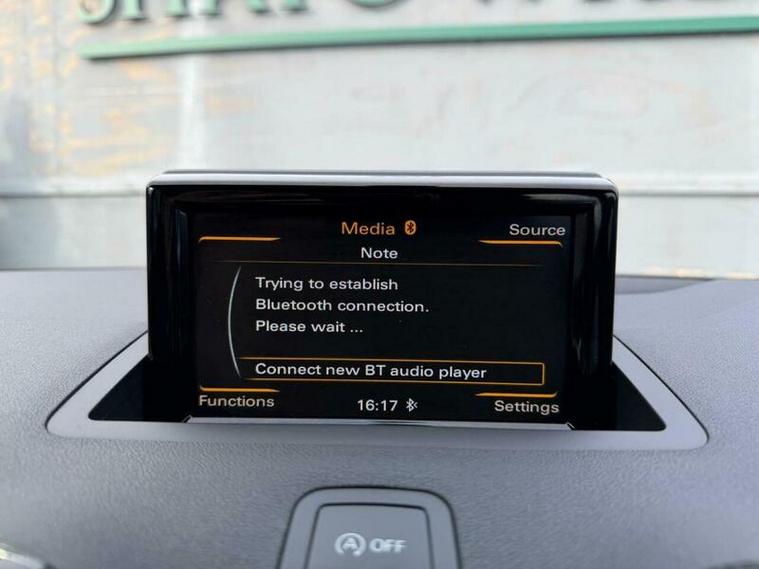 Media
Source
Note
Trying to establish
Bluetooth connection.
Please wait ...
Connect new BT audio player
Functions
16:17
Settings
A OFF